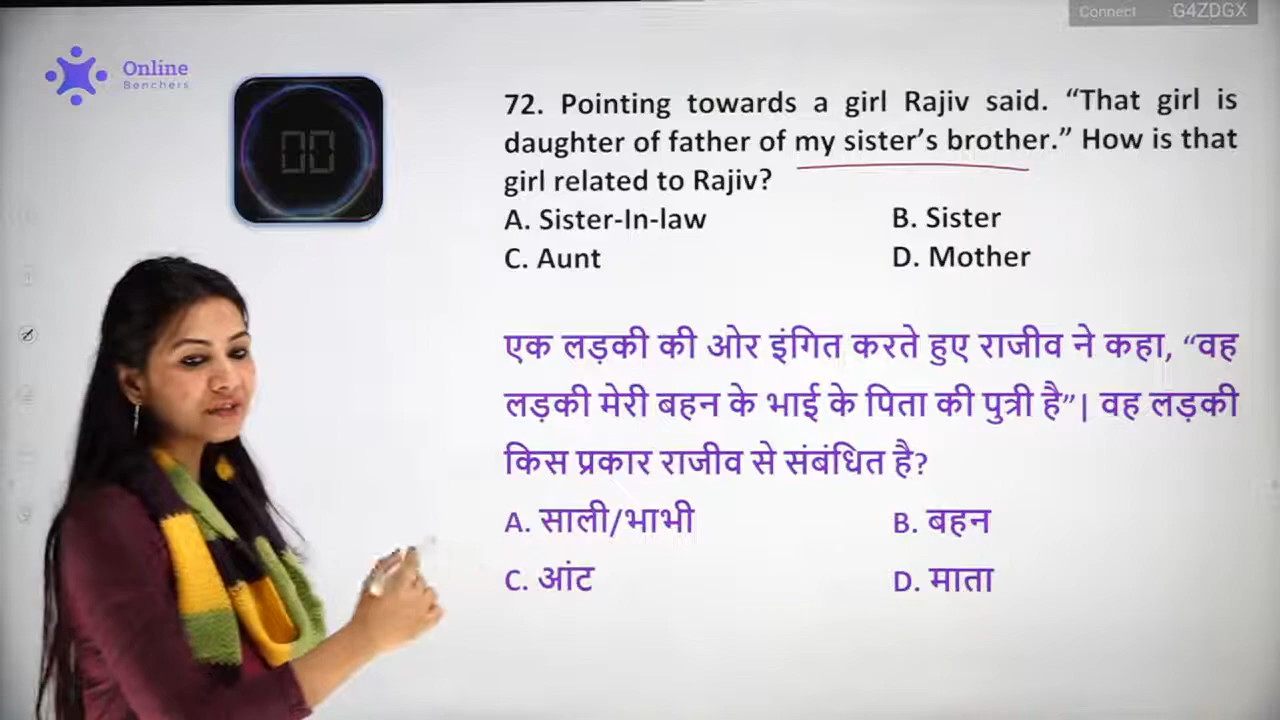 Connect G4ZDGX
Online
Benchers
00
72. Pointing towards a girl Rajiv said. “That girl is
daughter of father of my sister’s brother.” How is that
girl related to Rajiv?
A. Sister-In-law B. Sister
C. Aunt D. Mother
एक लड़की की ओर इंगित करते हुए राजीव ने कहा, “वह
लड़की मेरी बहन के भाई के पिता की पुत्री है”| वह लड़की
किस प्रकार राजीव से संबंधित है?
A. साली/भाभी B. बहन
C. आंट D. माता